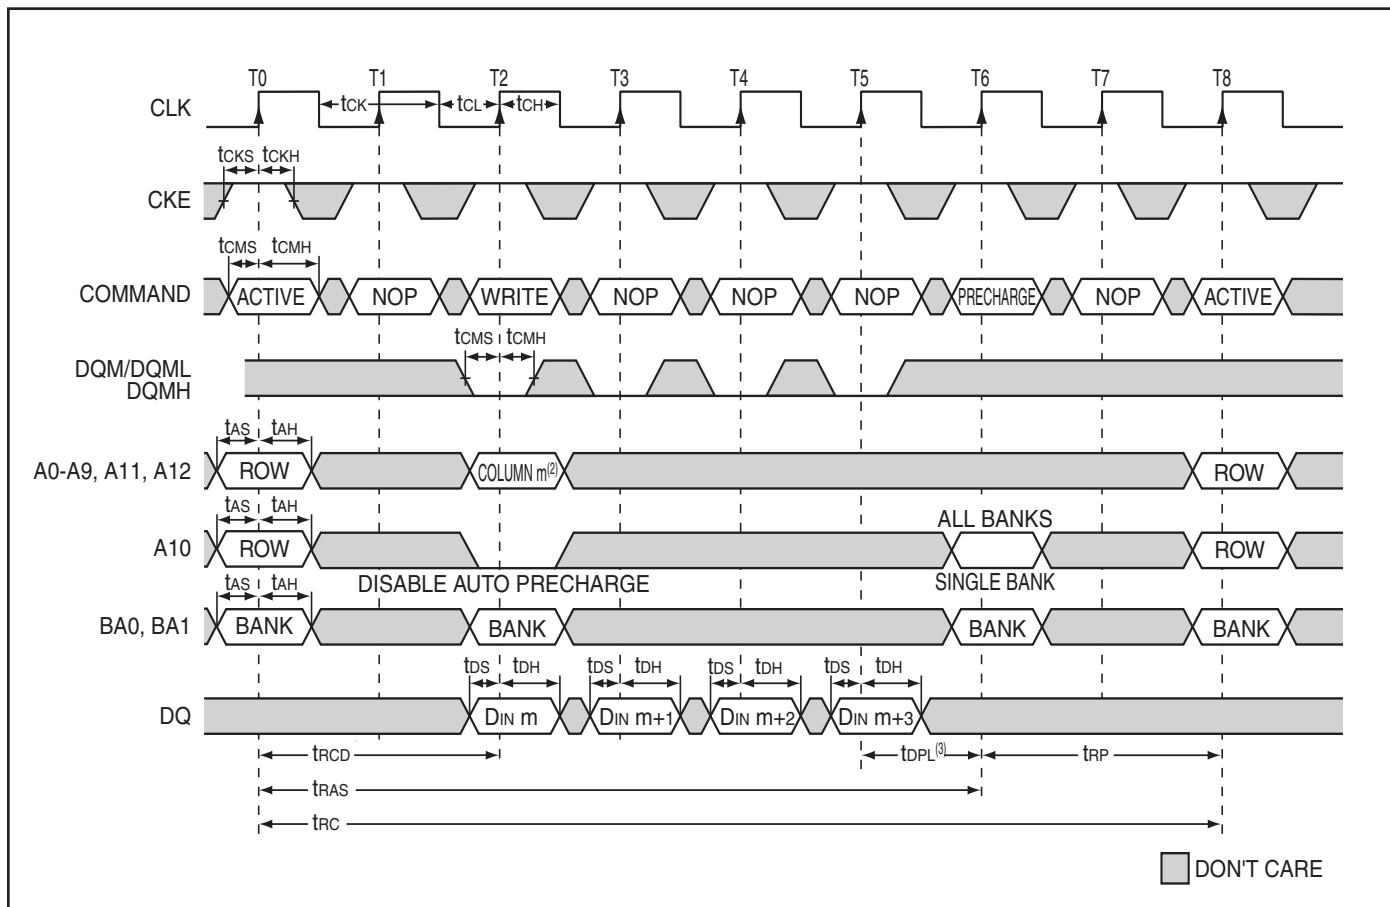 T0 T1 T2 T3 T4 T5 T6 T7 T8
CLK tCK tCL tCH
tCKS tCKH
CKE
tCMS tCMH
COMMAND ACTIVE NOP WRITE NOP NOP NOP PRECHARGE NOP ACTIVE
tCMS tCMH
DQM/DQML
DQMH
tAS tAH
A0-A9, A11, A12 ROW COLUMN m(2) ROW
tAS tAH ALL BANKS
A10 ROW ROW
DISABLE AUTO PRECHARGE SINGLE BANK
tAS tAH
BA0, BA1 BANK BANK BANK BANK
tDS tDH tDS tDH tDS tDH tDS tDH
DQ DIN m DIN m+1 DIN m+2 DIN m+3
tRCD tDPL(3) tRP
tRAS
tRC
DON'T CARE